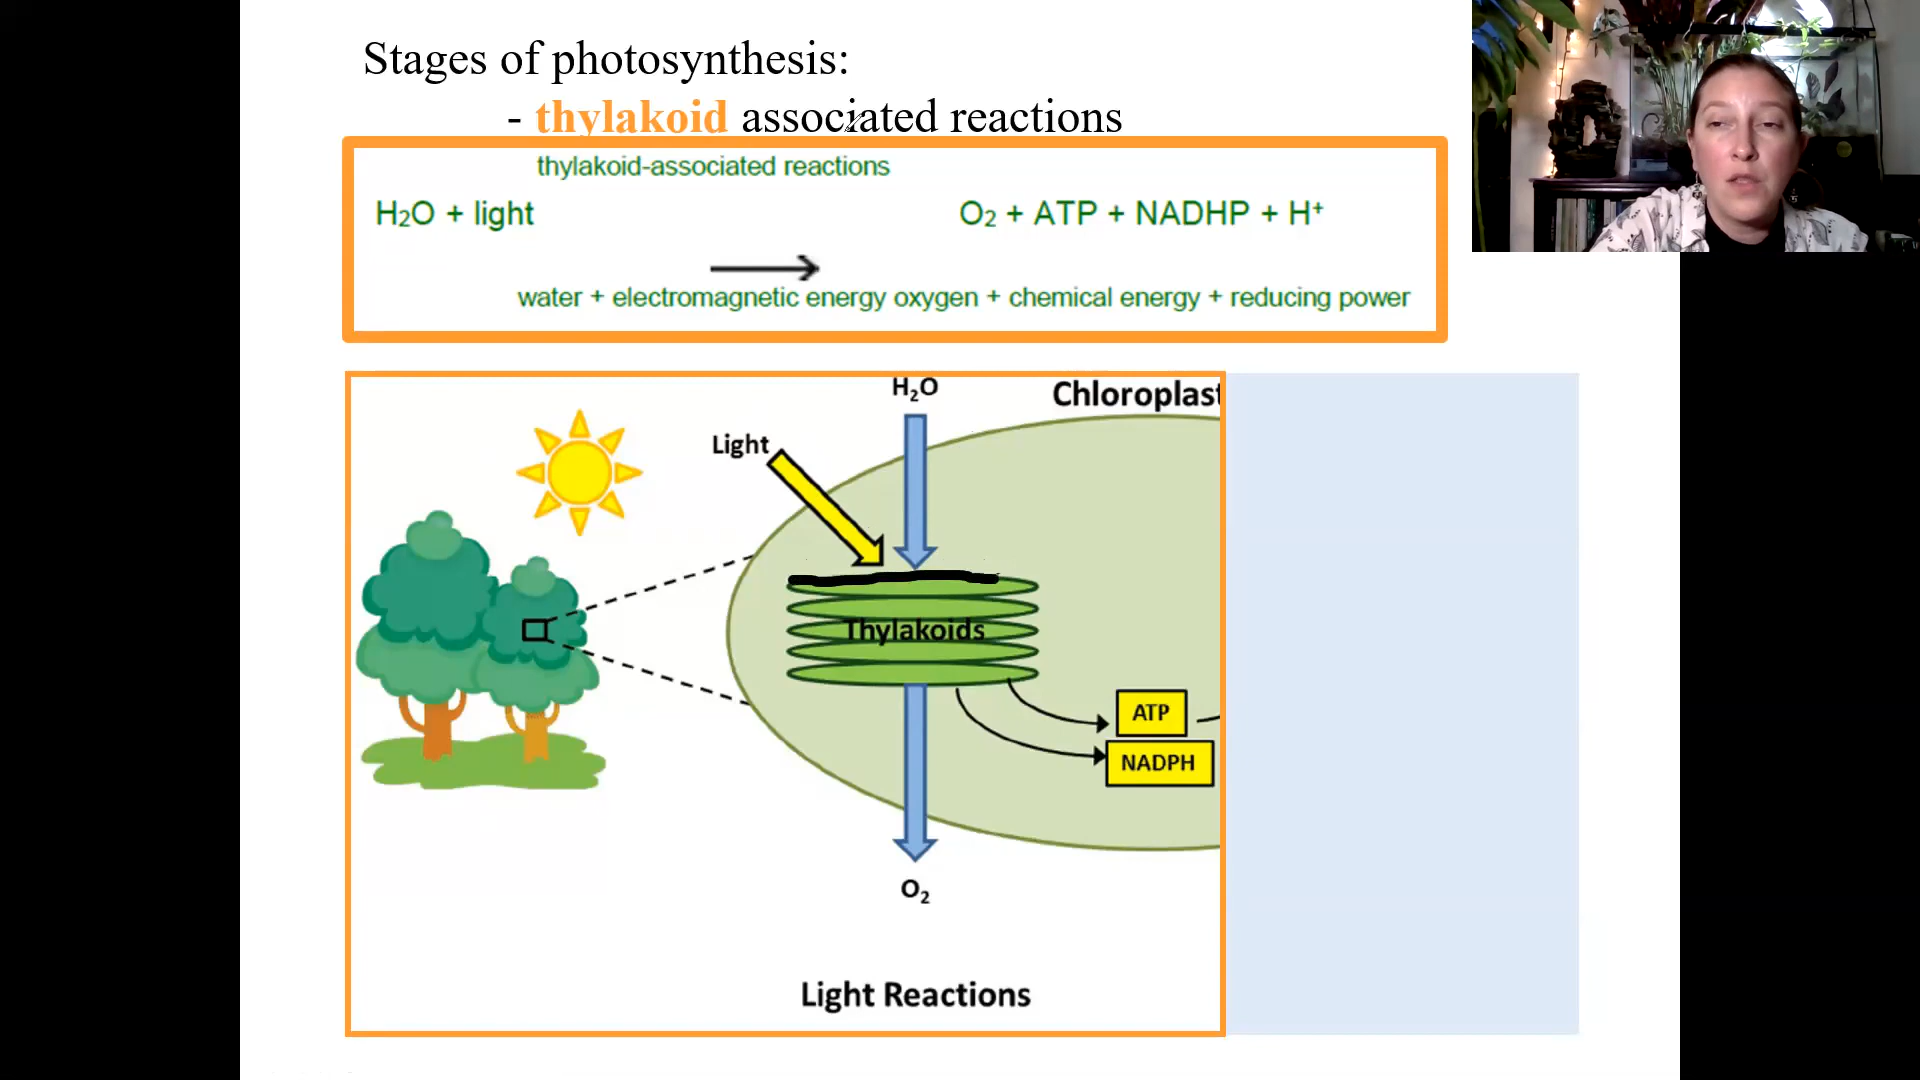 Stages of photosynthesis:
- thylakoid associated reactions
thylakoid-associated reactions
H₂O + light O₂ + ATP + NADHP + H⁺
water + electromagnetic energy oxygen + chemical energy + reducing power
H₂O
Chloroplast
Light
Thylakoids
ATP
NADPH
O₂
Light Reactions